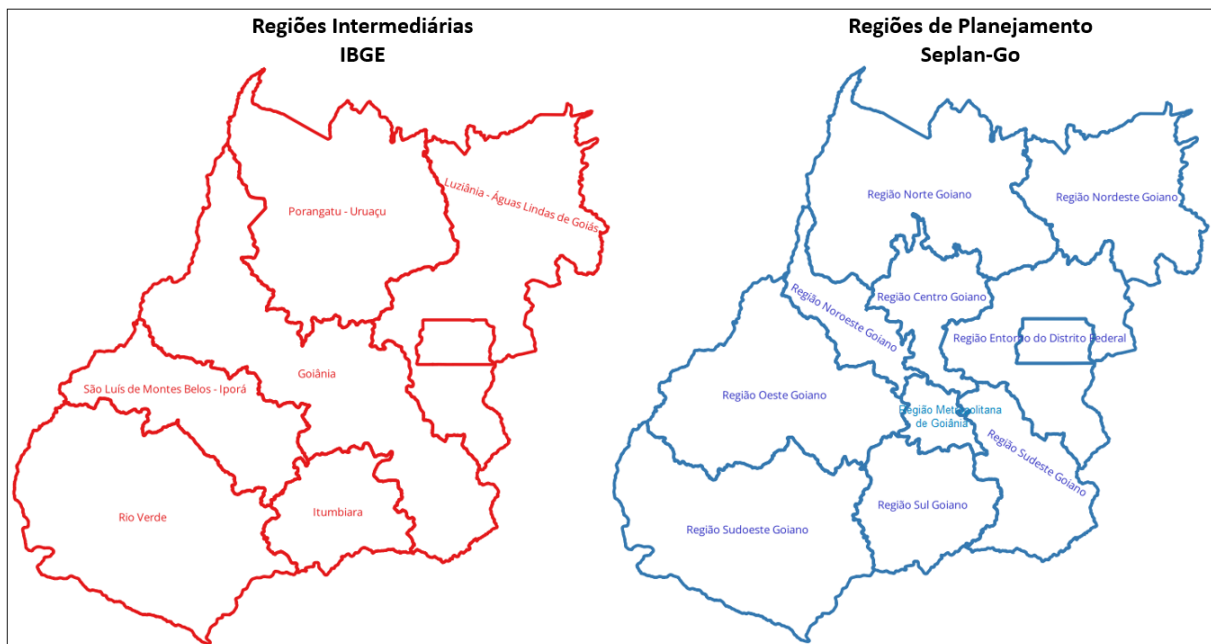 Regiões Intermediárias
IBGE
Porangatu - Uruaçu
Luziânia - Águas Lindas de Goiás
Goiânia
São Luís de Montes Belos - Iporá
Rio Verde
Itumbiara
Regiões de Planejamento
Seplan-Go
Região Norte Goiano
Região Nordeste Goiano
Região Centro Goiano
Região Noroeste Goiano
Região Entorno do Distrito Federal
Região Oeste Goiano
Região Metropolitana
de Goiânia
Região Sudeste Goiano
Região Sul Goiano
Região Sudoeste Goiano